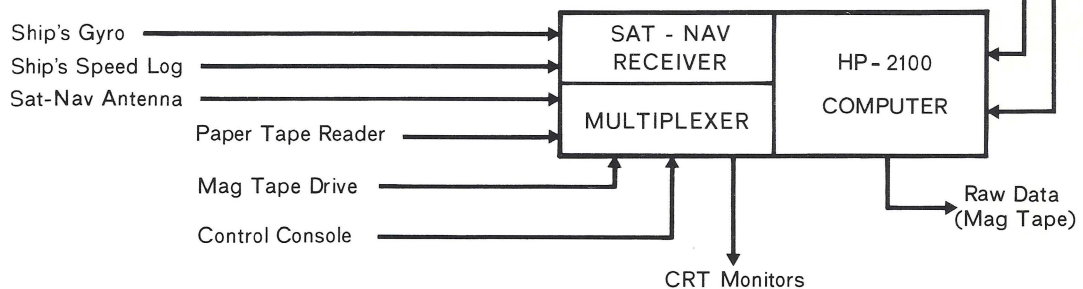 Ship's Gyro
Ship's Speed Log
Sat-Nav Antenna
Paper Tape Reader
Mag Tape Drive
Control Console
SAT - NAV
RECEIVER
MULTIPLEXER
HP - 2100
COMPUTER
CRT Monitors
Raw Data
(Mag Tape)